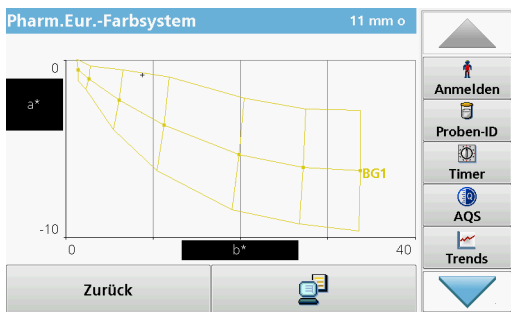 Pharm.Eur.-Farbsystem 11 mm o
0
a*
BG1
-10
0 b* 40
Zurück
Anmelden
Proben-ID
Timer
AQS
Trends